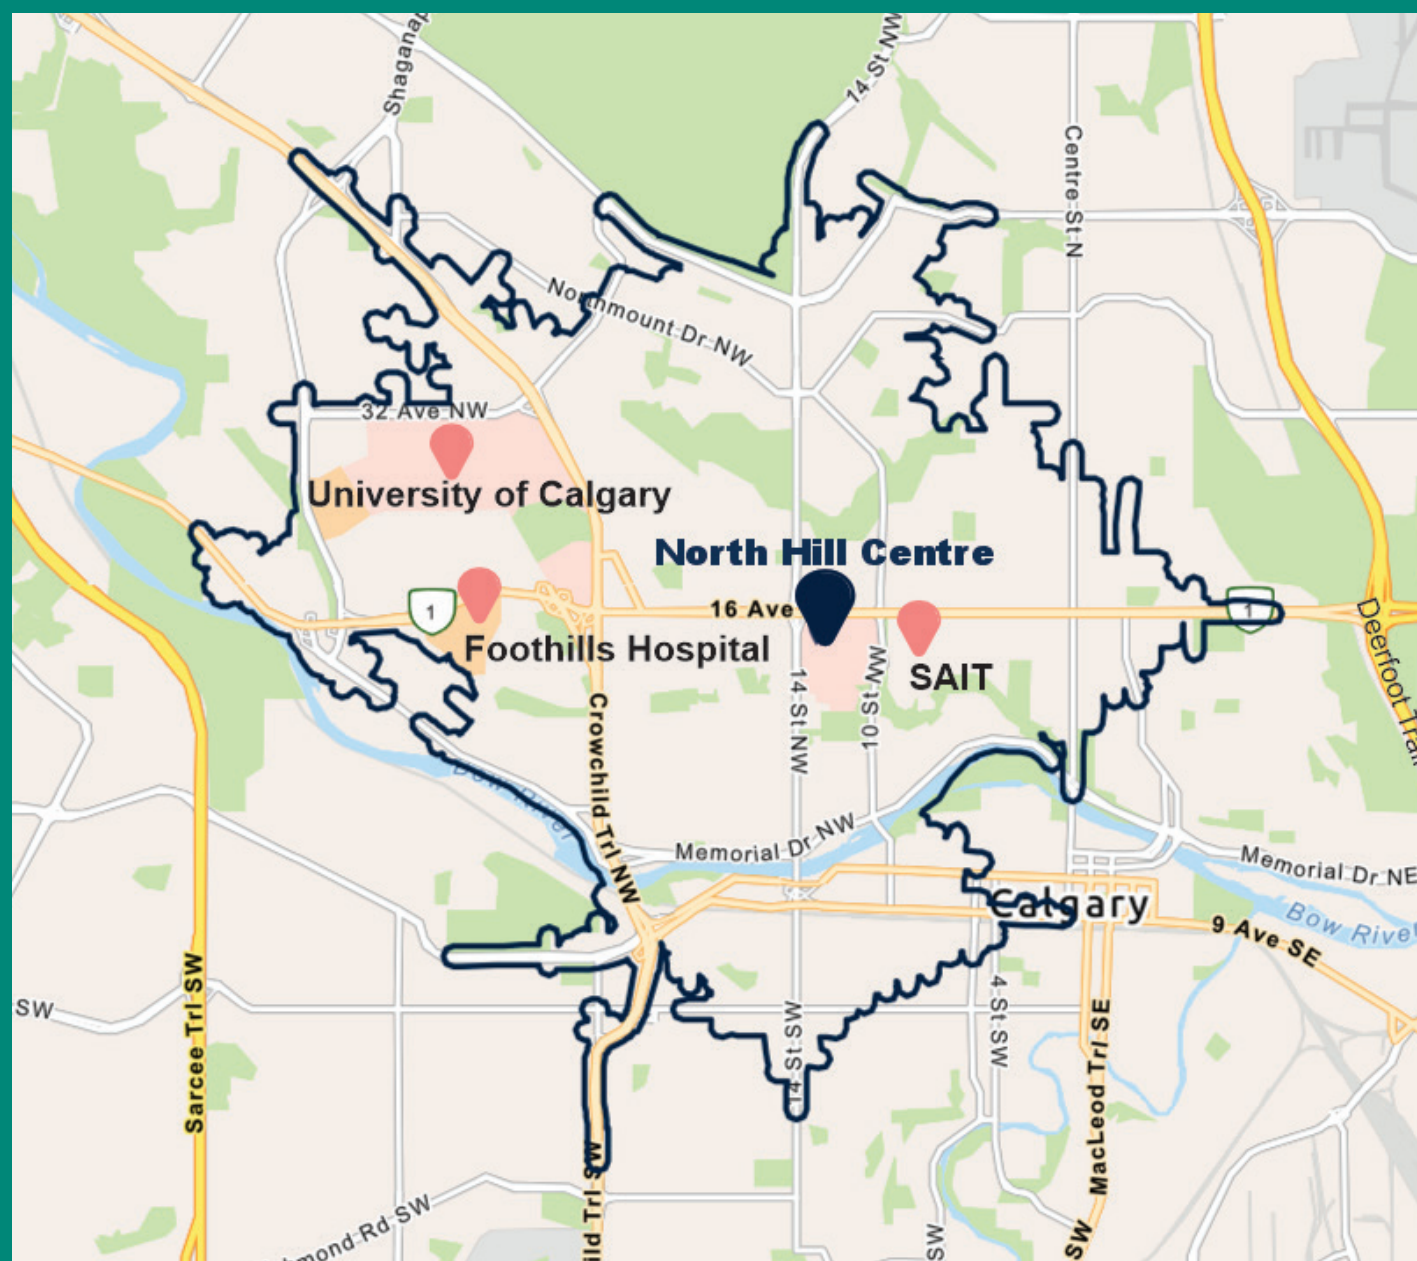 Shaganap
14 St NW
Centre St N
Northmount Dr NW
32 Ave NW
University of Calgary
North Hill Centre
1
16 Ave
1
Foothills Hospital
SAIT
Deerfoot Trail
14 St NW
10 St NW
Crowchild Trl NW
Bow River
Memorial Dr NW
Memorial Dr NE
Calgary
Bow River
9 Ave SE
SW
Sarcee Trl SW
14 St SW
4 St SW
MacLeod Trl SE
ild Trl SW
mond Rd SW
SW
SW